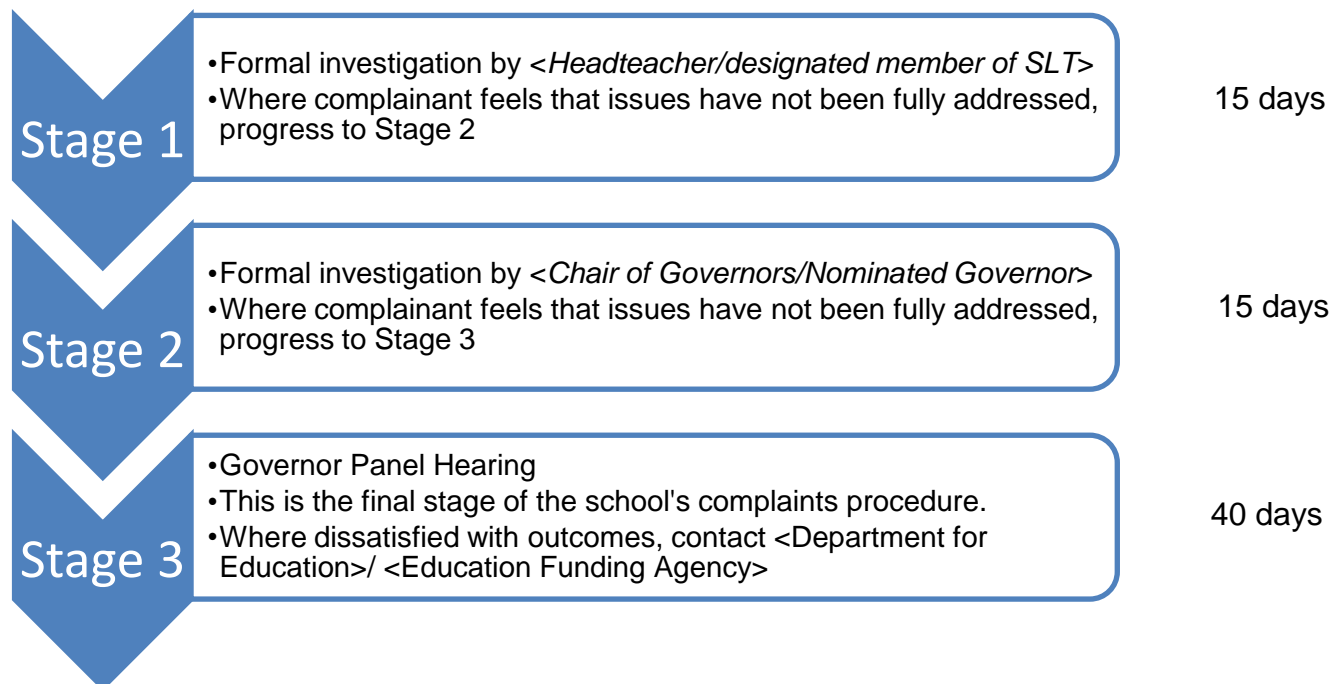 Stage 1
•Formal investigation by <Headteacher/designated member of SLT>
•Where complainant feels that issues have not been fully addressed,
progress to Stage 2
15 days
Stage 2
•Formal investigation by <Chair of Governors/Nominated Governor>
•Where complainant feels that issues have not been fully addressed,
progress to Stage 3
15 days
Stage 3
•Governor Panel Hearing
•This is the final stage of the school's complaints procedure.
•Where dissatisfied with outcomes, contact <Department for
Education>/ <Education Funding Agency>
40 days